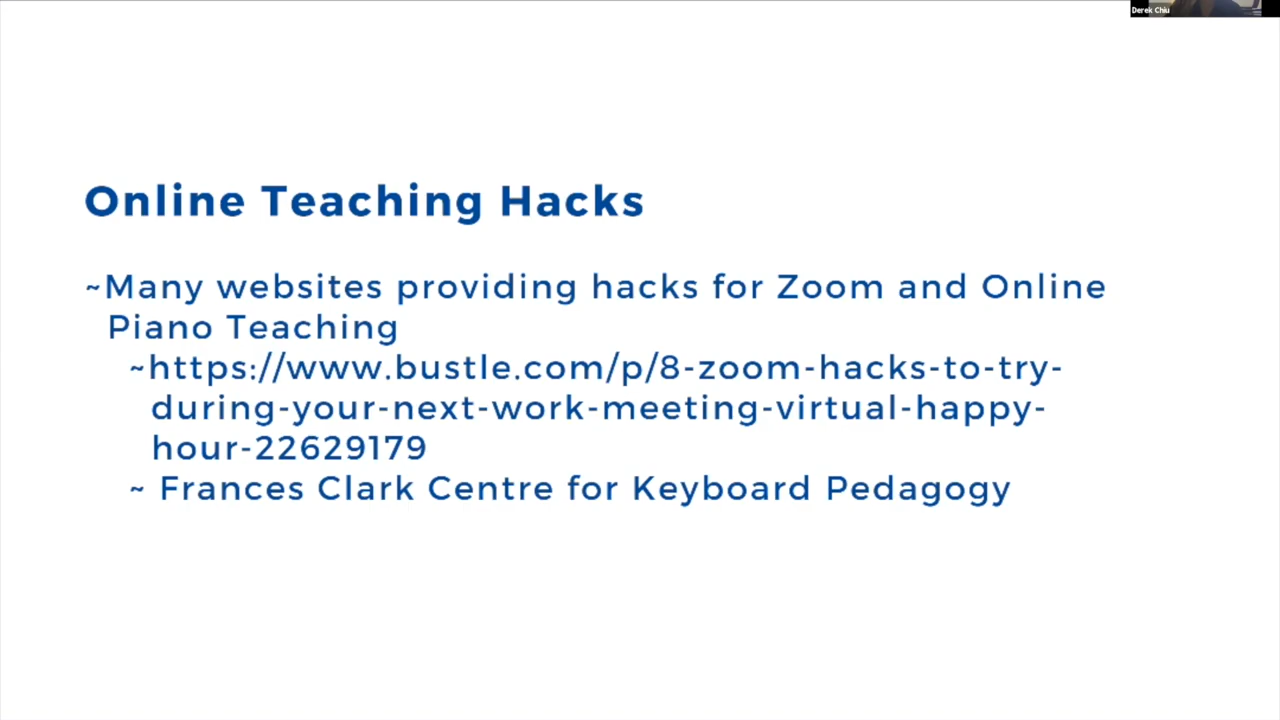 Derek Chiu
Online Teaching Hacks
~Many websites providing hacks for Zoom and Online
Piano Teaching
~https://www.bustle.com/p/8-zoom-hacks-to-try-
during-your-next-work-meeting-virtual-happy-
hour-22629179
~ Frances Clark Centre for Keyboard Pedagogy